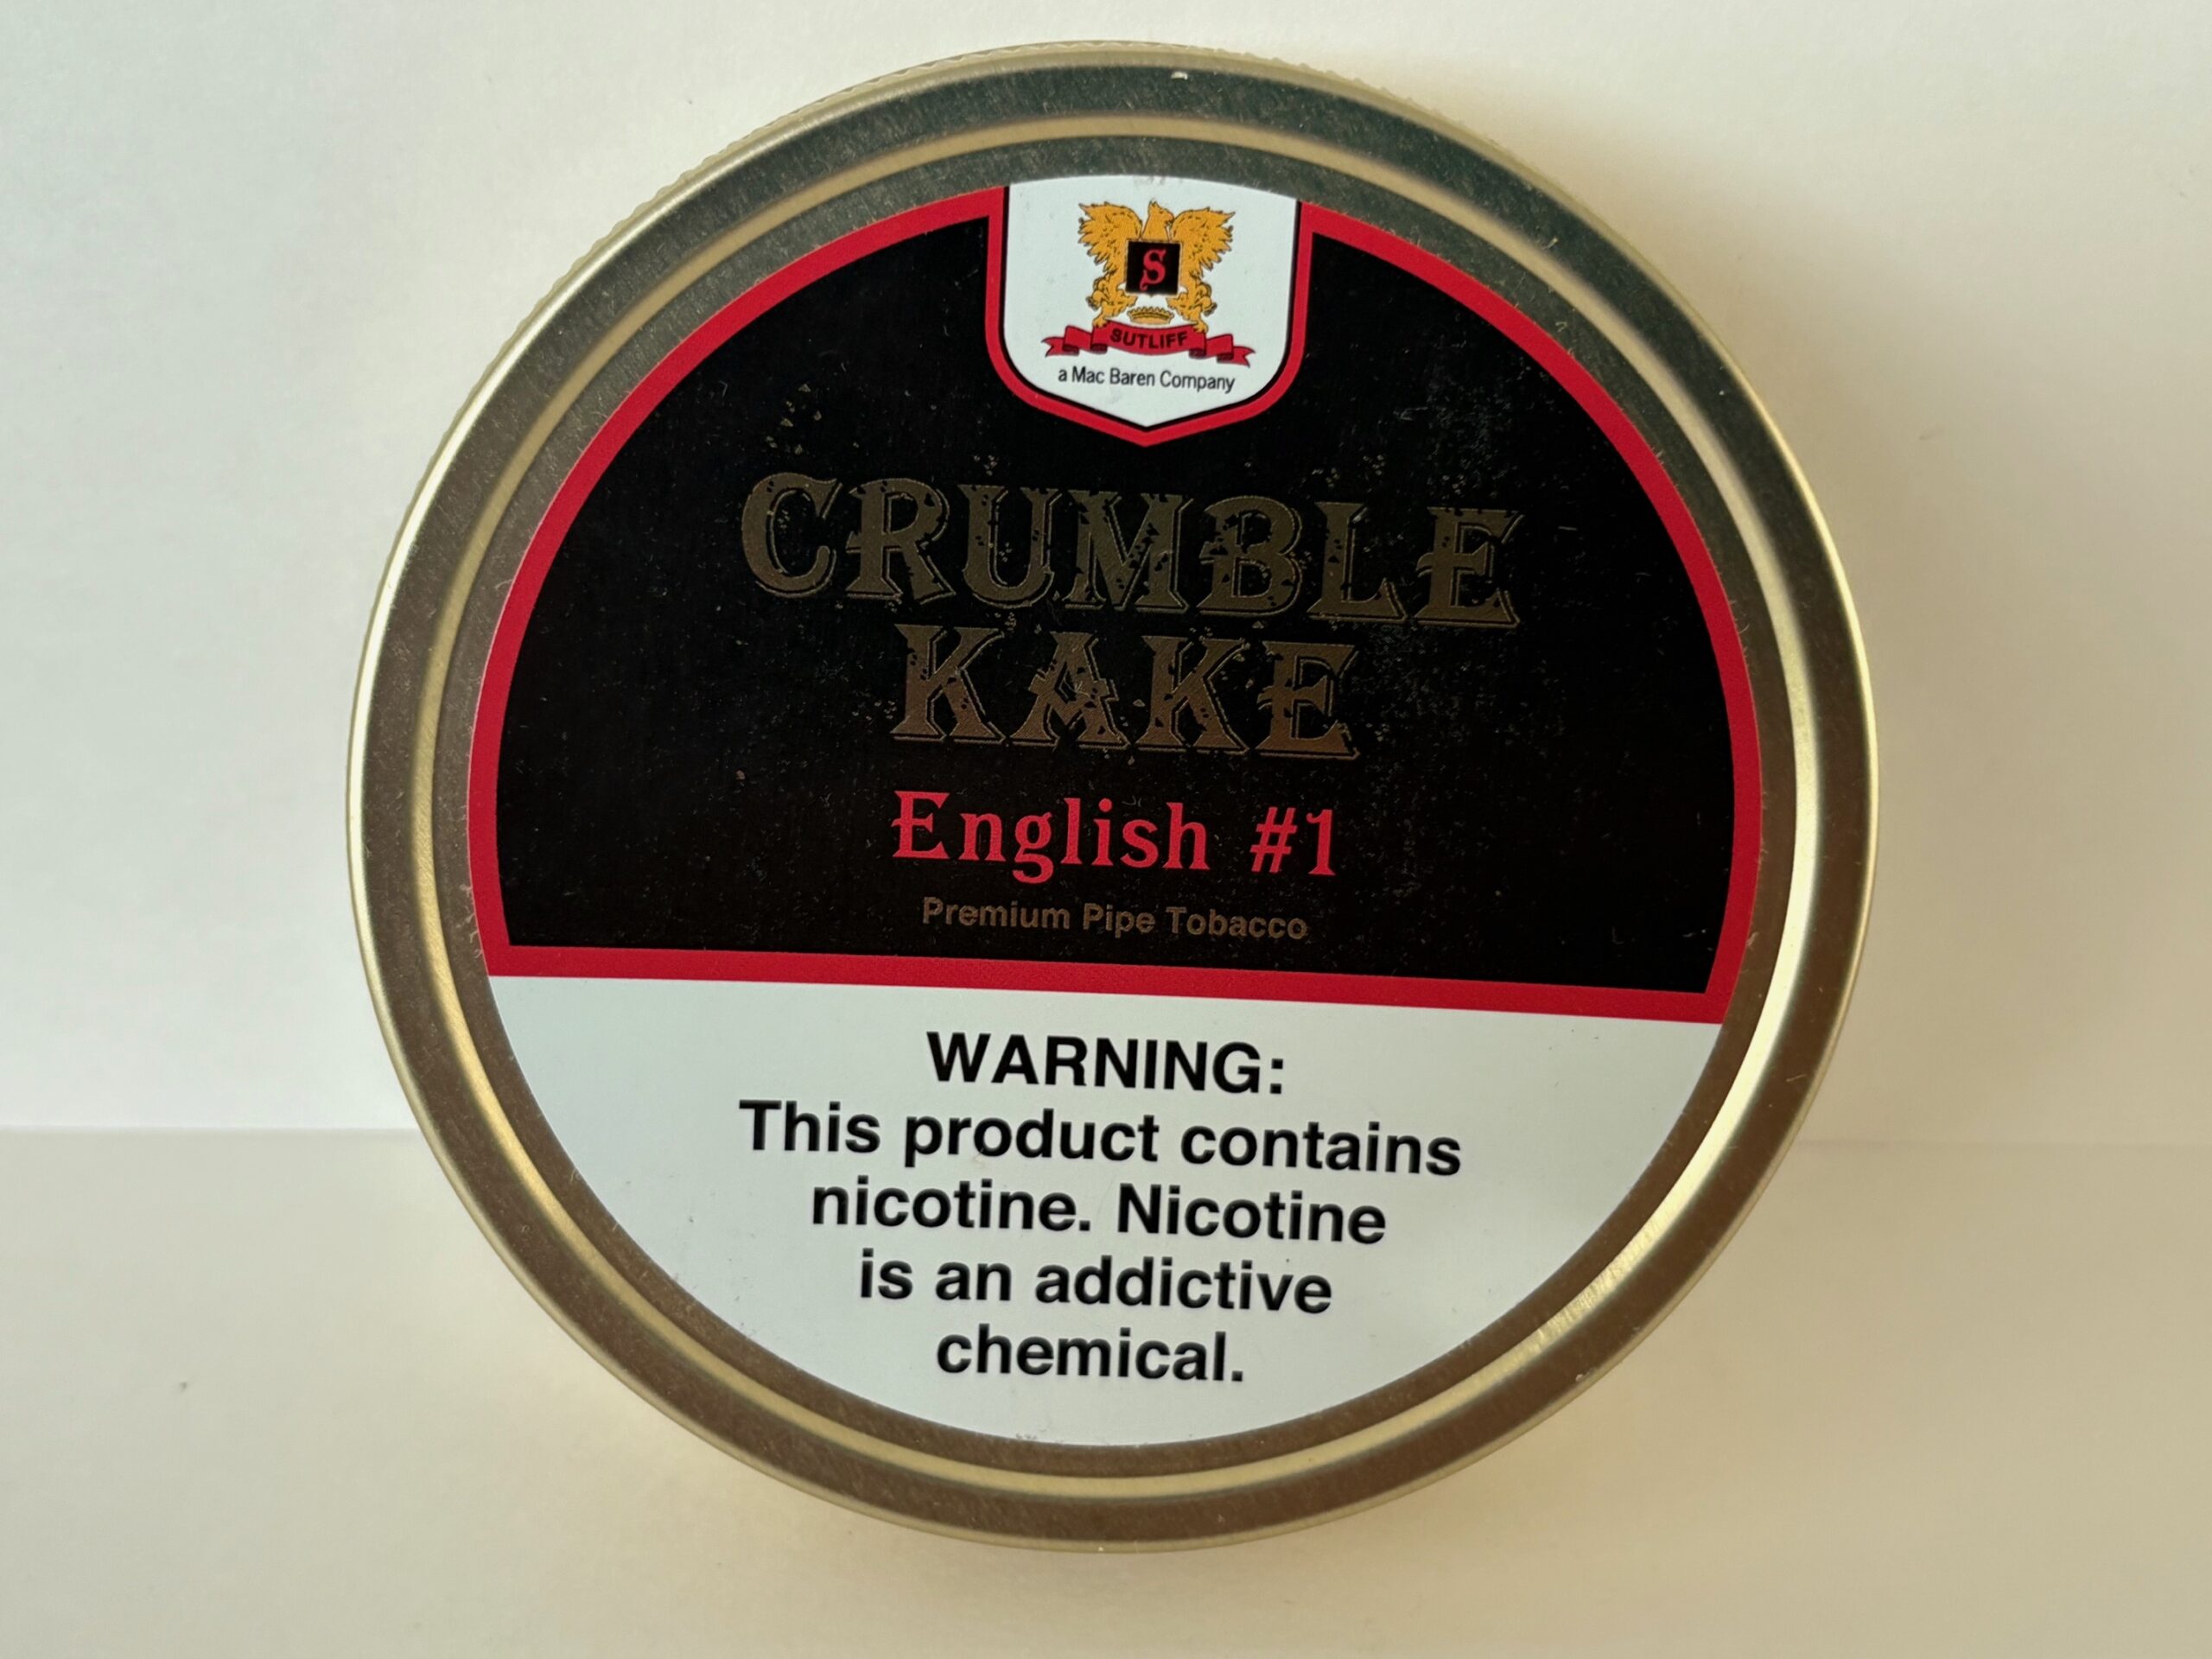 S
SUTLIFF
a Mac Baren Company
CRUMBLE
KAKE
English #1
Premium Pipe Tobacco
WARNING:
This product contains
nicotine. Nicotine
is an addictive
chemical.